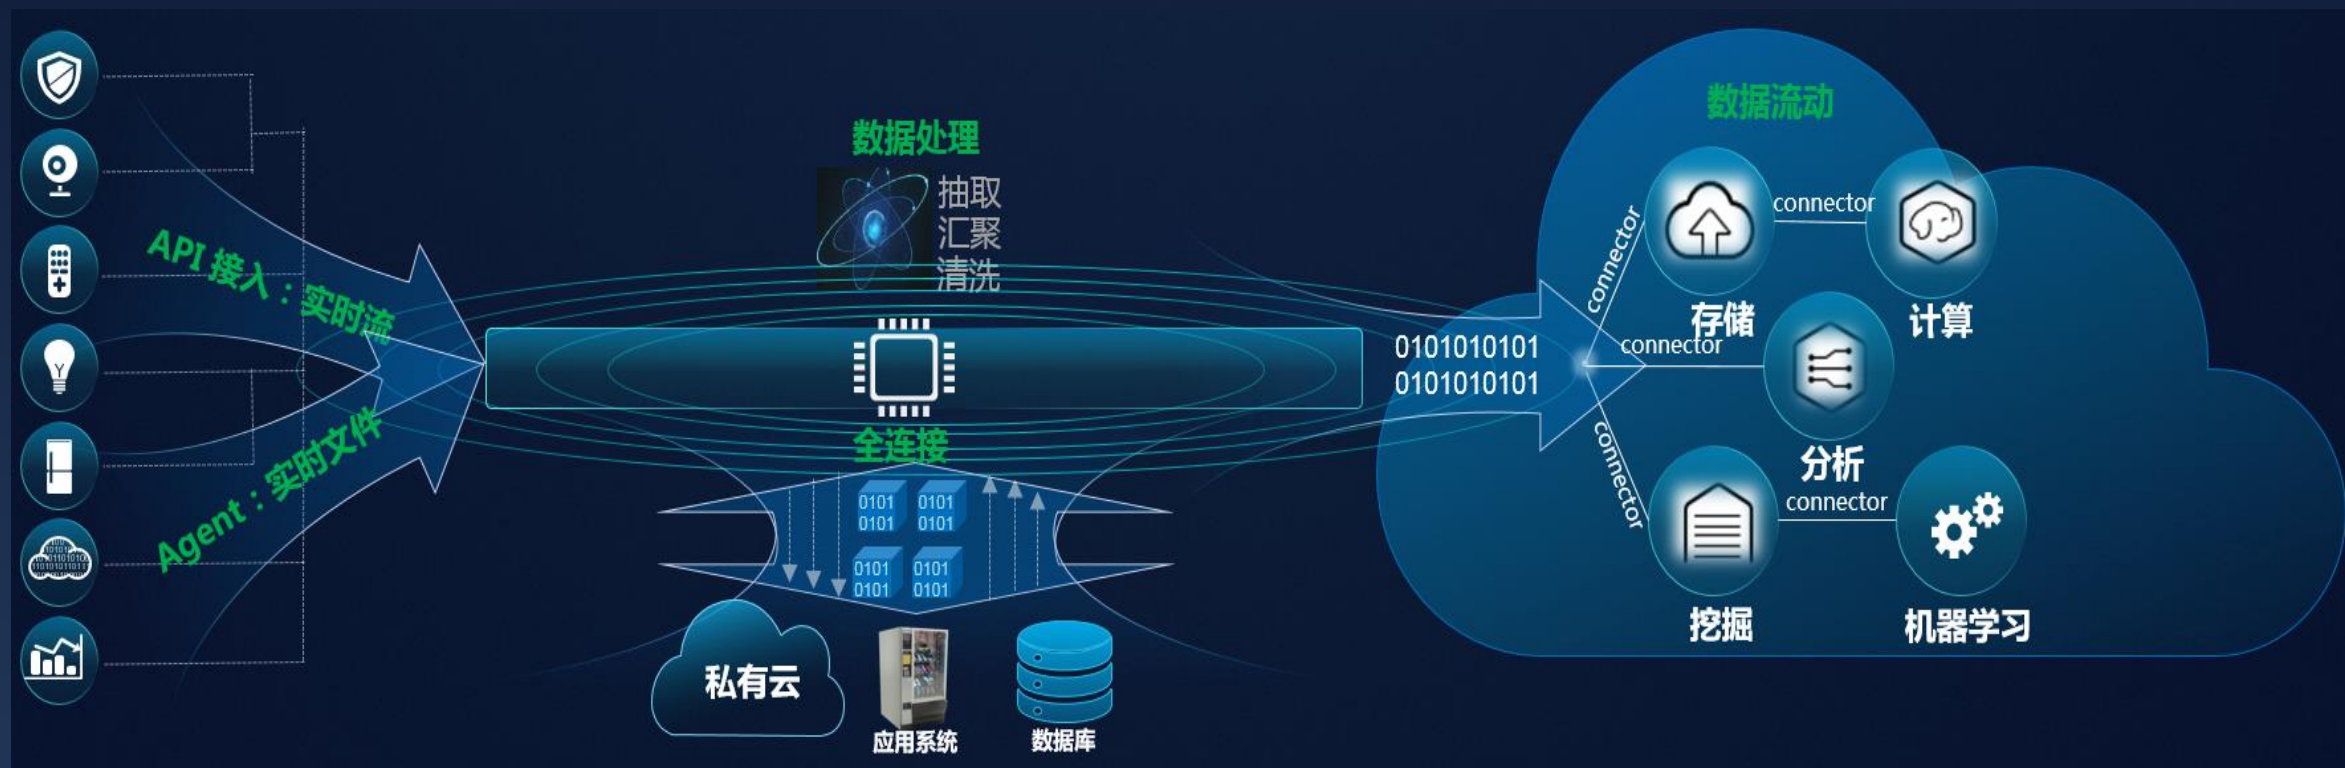 API 接入：实时流
Agent：实时文件
数据处理
抽取
汇聚
清洗
全连接
0101
0101
0101
0101
0101
0101
0101
0101
私有云
应用系统
数据库
0101010101
0101010101
数据流动
connector
connector
存储
计算
connector
分析
connector
connector
挖掘
机器学习